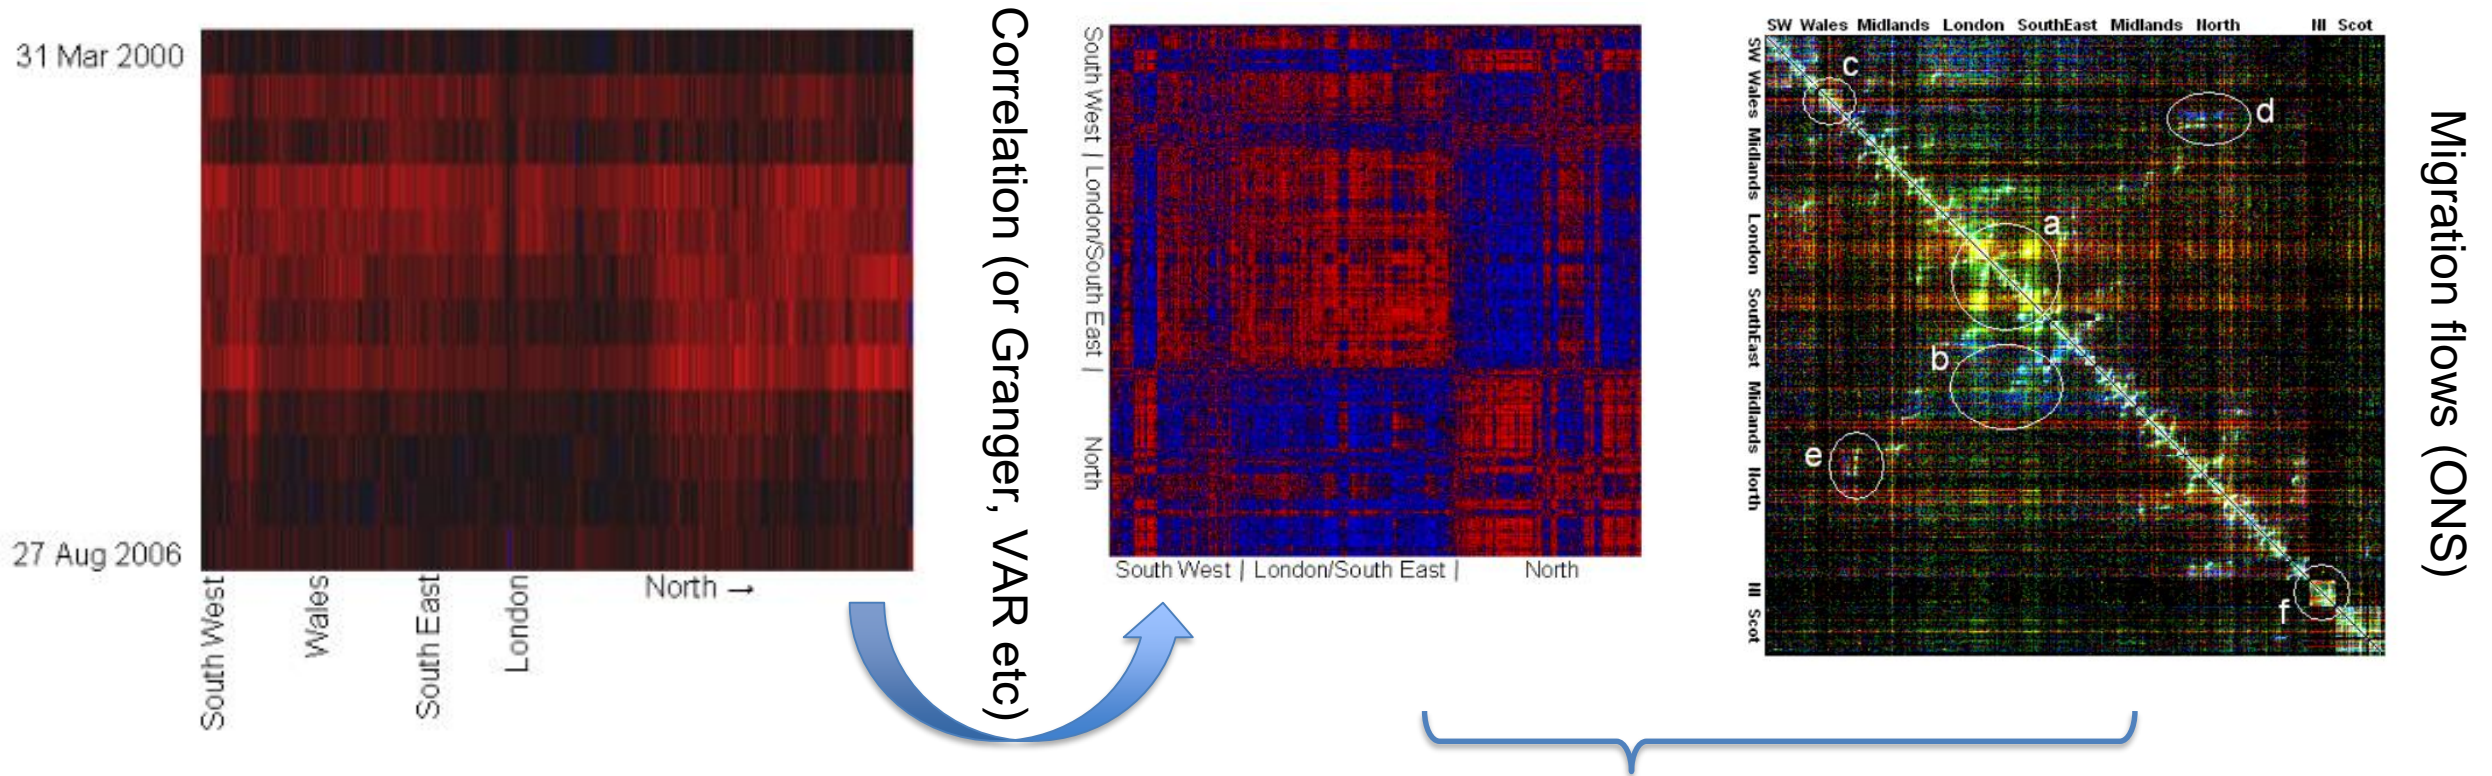 31 Mar 2000
27 Aug 2006
South West
Wales
South East
London
North →
Correlation (or Granger, VAR etc)
South West | London/South East |
North
South West | London/South East |
North
SW Wales Midlands London SouthEast Midlands North NI Scot
SW Wales Midlands London SouthEast Midlands North NI Scot
c
d
a
b
e
f
Migration flows (ONS)